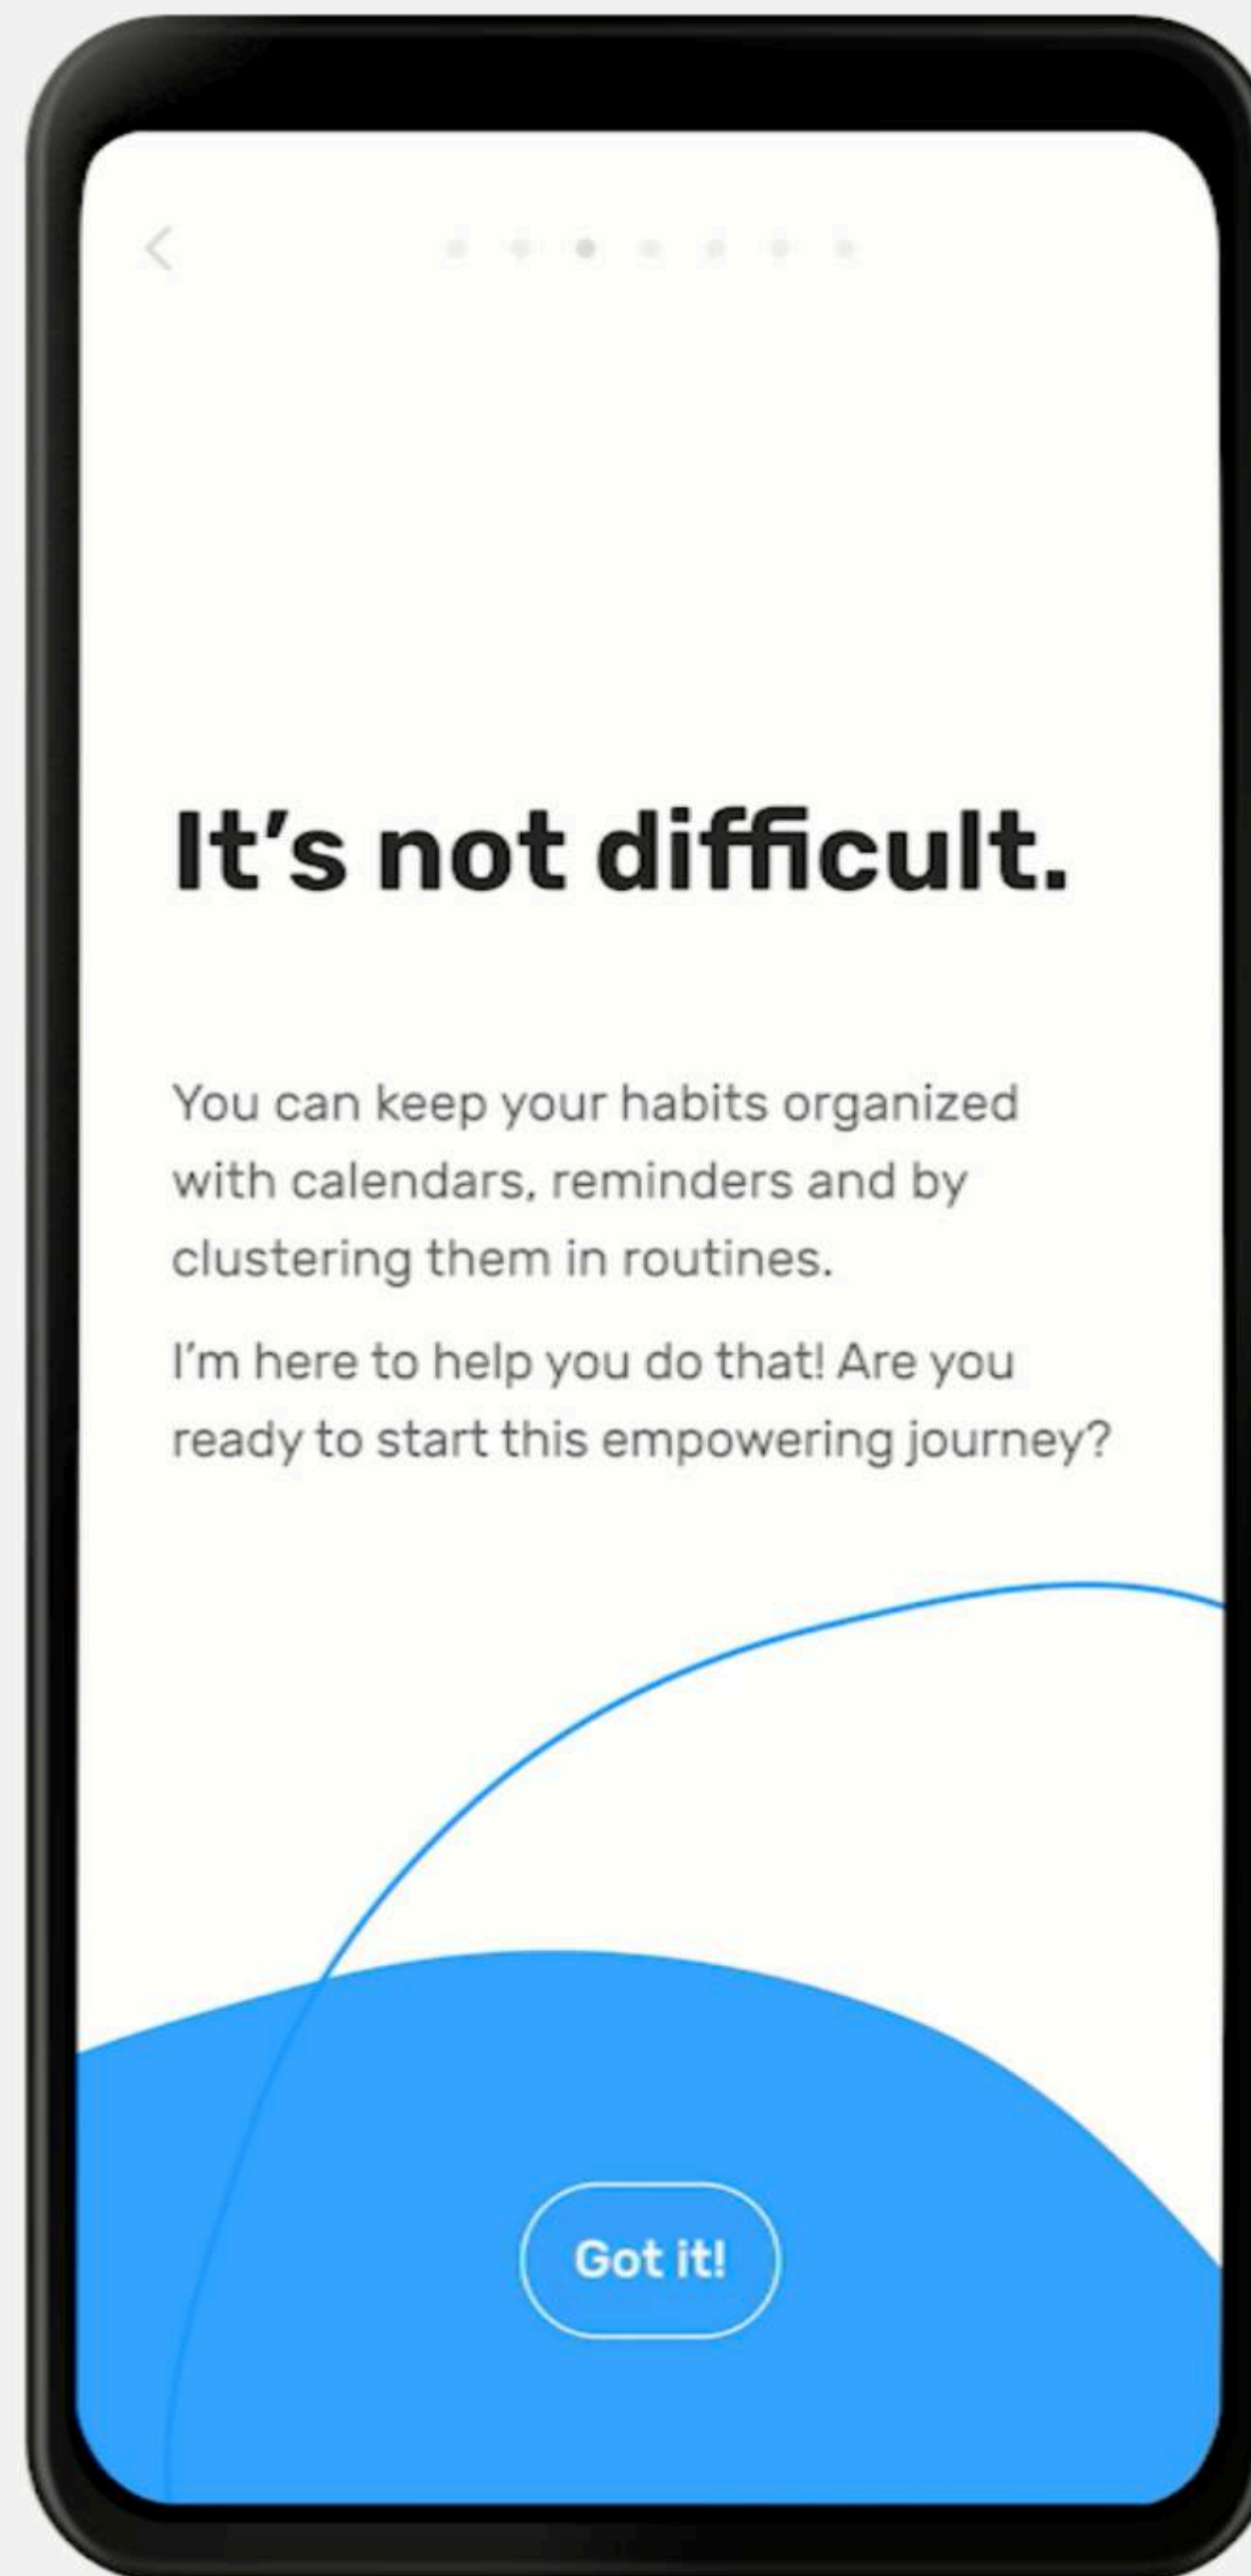 It’s not difficult.
You can keep your habits organized
with calendars, reminders and by
clustering them in routines.
I’m here to help you do that! Are you
ready to start this empowering journey?
Got it!